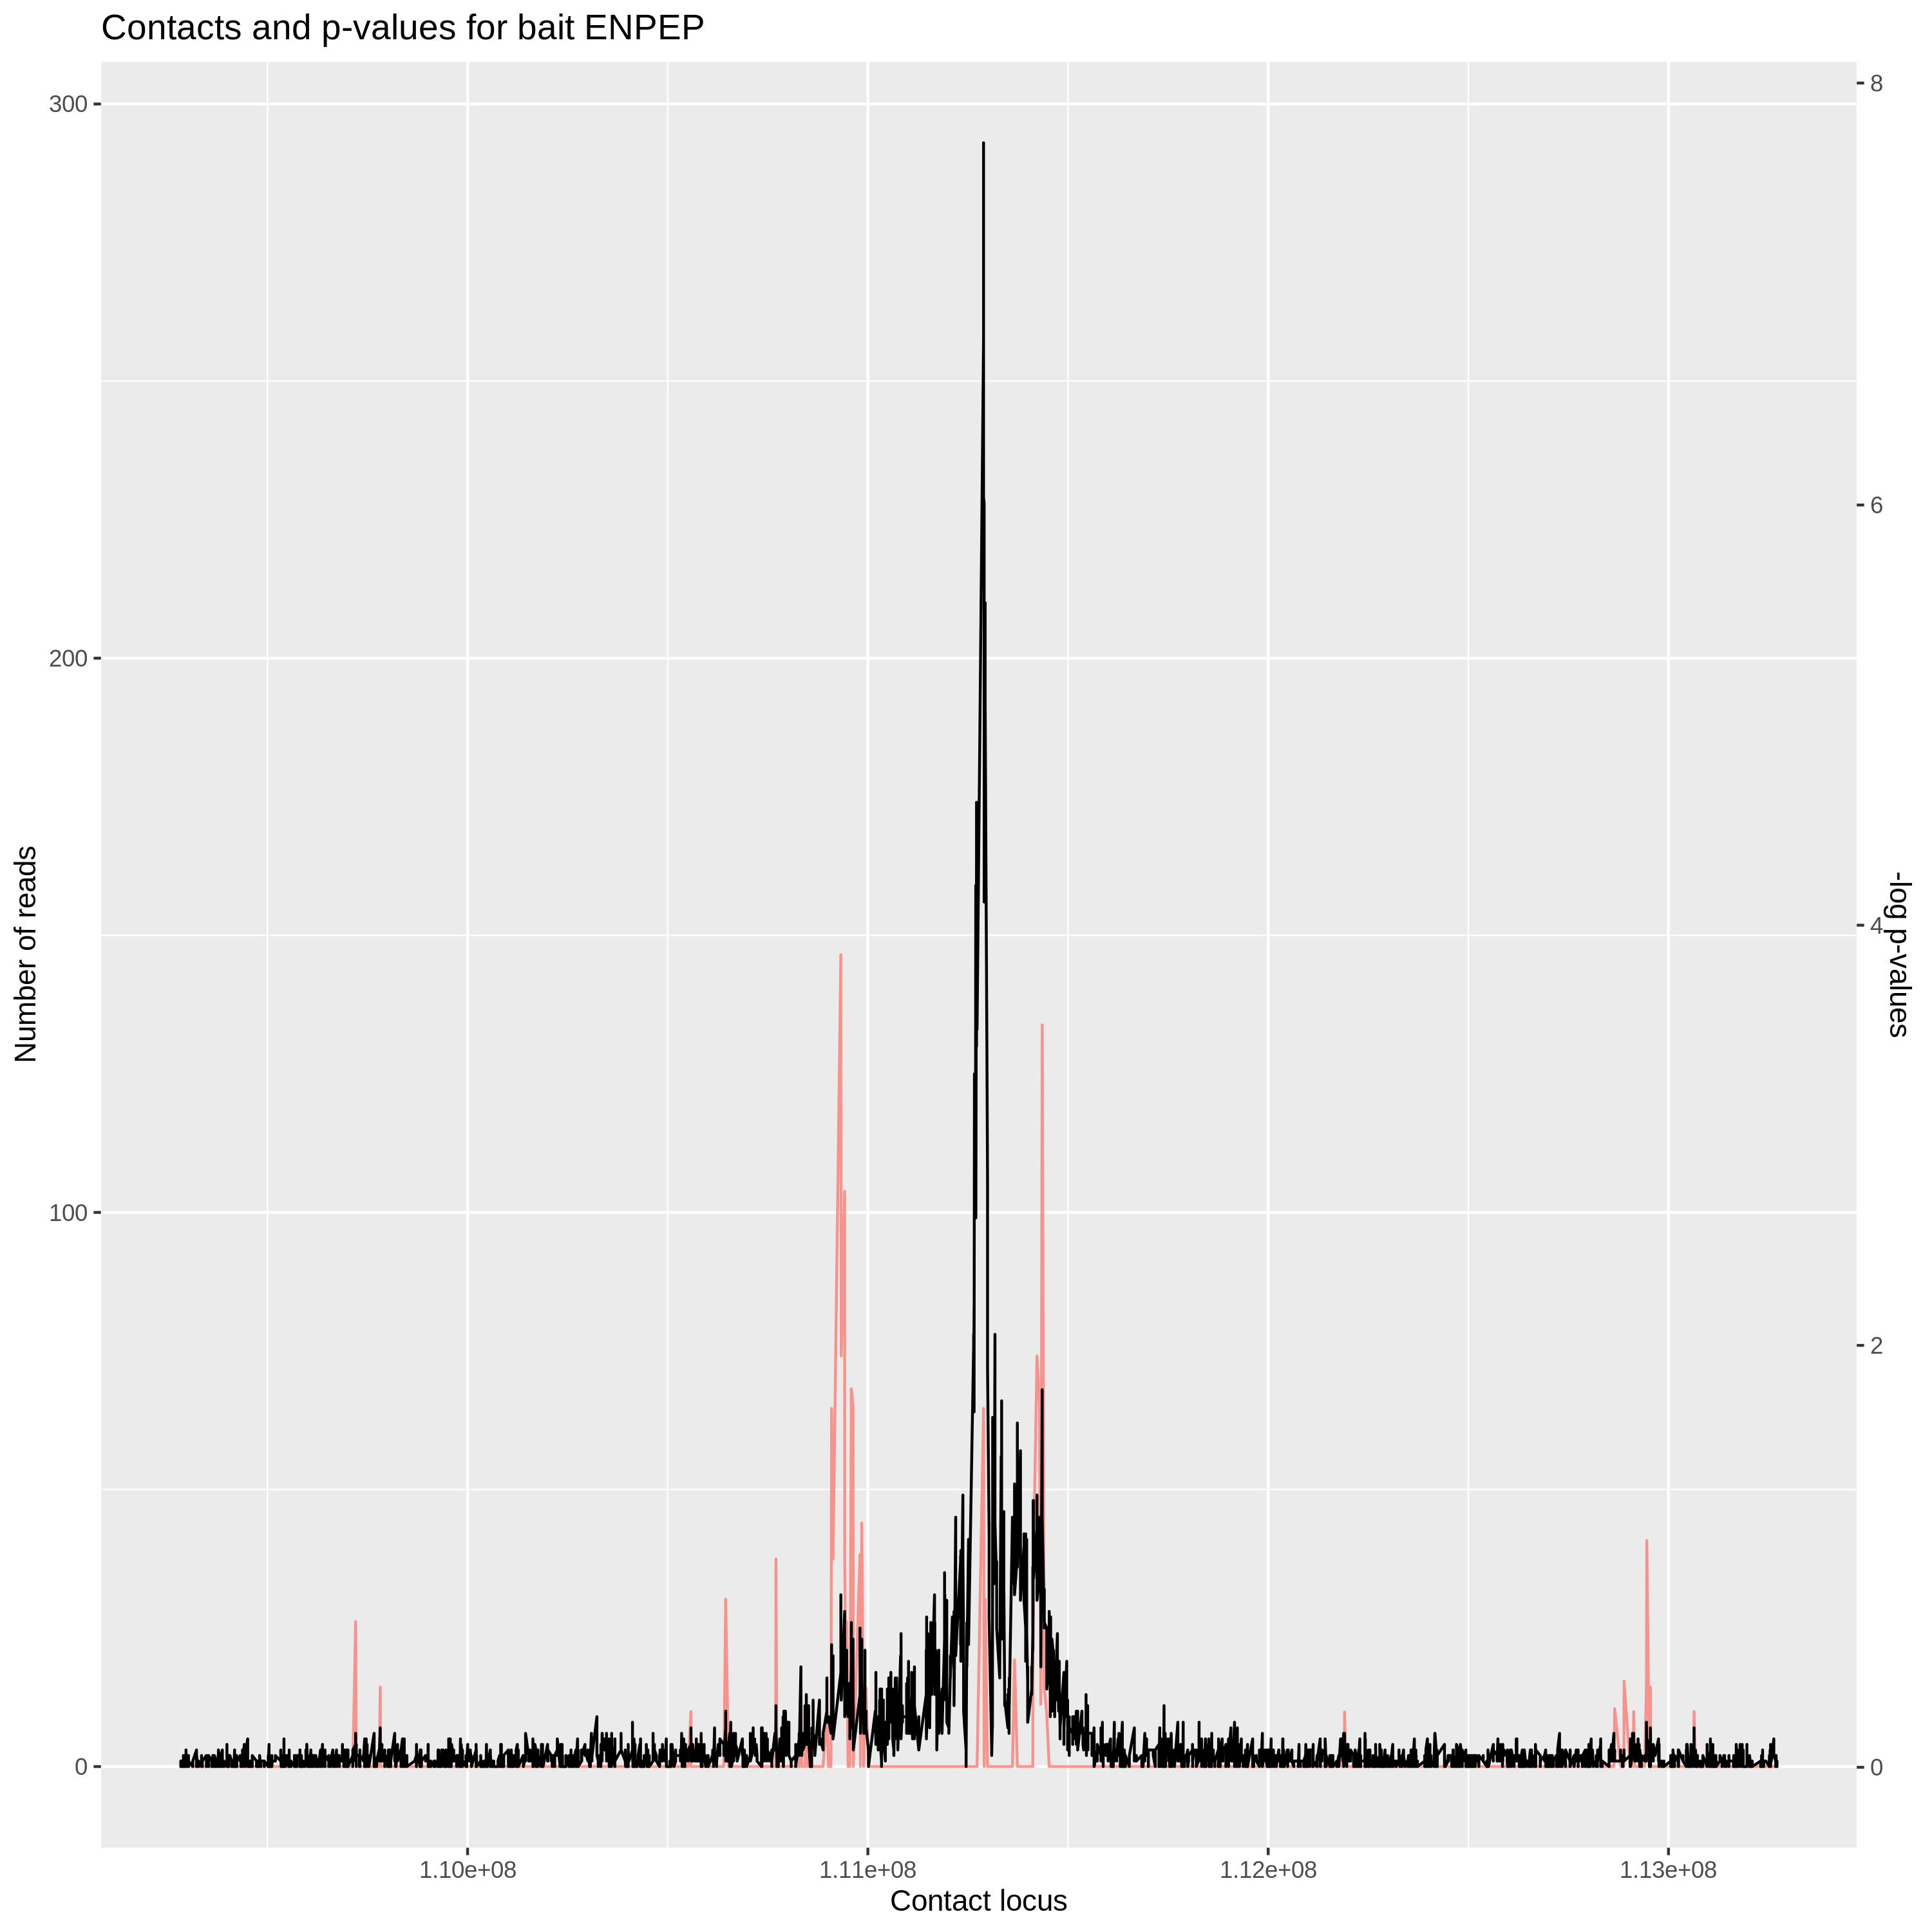 Contacts and p-values for bait ENPEP
300
200
100
0
8
6
4
2
0
Number of reads
-log p-values
1.10e+08 1.11e+08 1.12e+08 1.13e+08
Contact locus